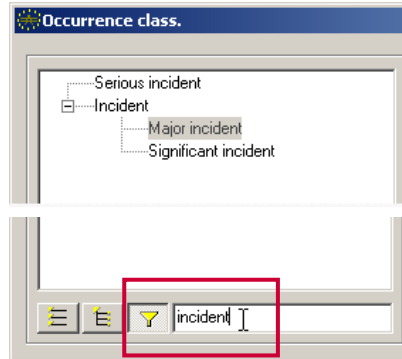 Occurrence class.
Serious incident
Incident
Major incident
Significant incident
incident